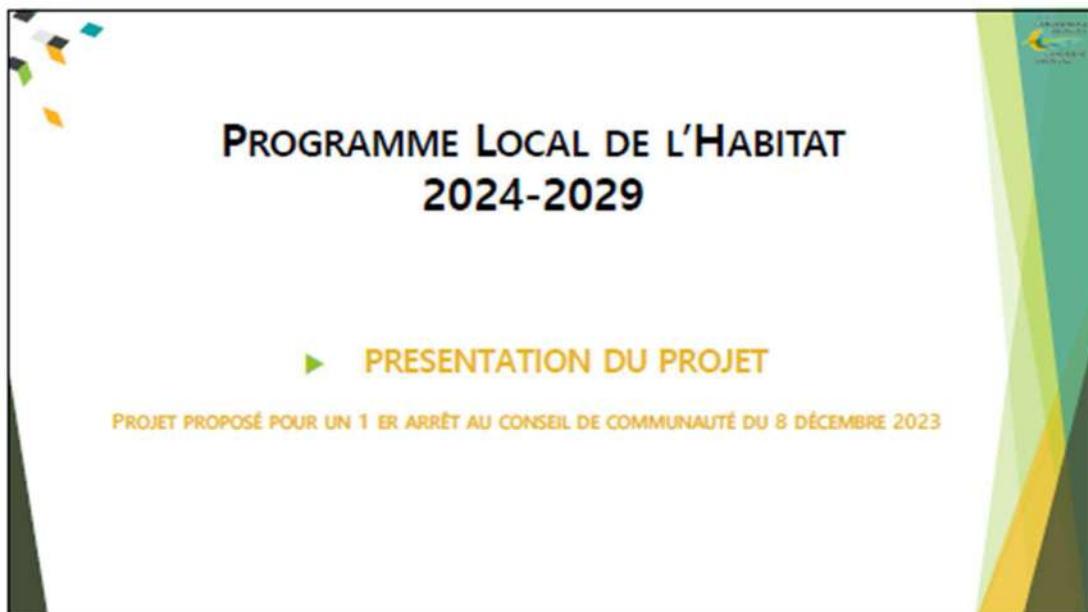 PROGRAMME LOCAL DE L'HABITAT
2024-2029
PRESENTATION DU PROJET
PROJET PROPOSÉ POUR UN 1 ER ARRÊT AU CONSEIL DE COMMUNAUTÉ DU 8 DÉCEMBRE 2023